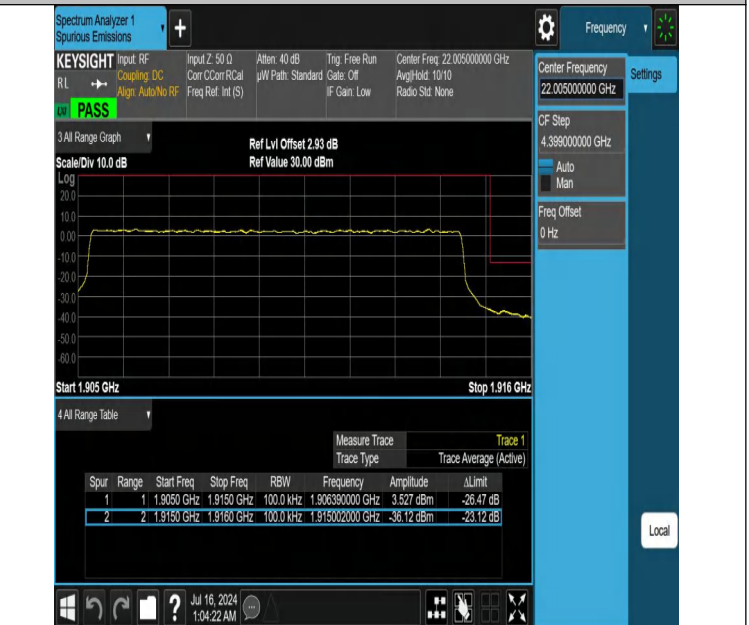 Spectrum Analyzer 1
Spurious Emissions
+
Frequency
KEYSIGHT
R L
PASS
Input: RF
Coupling: DC
Align: Auto/No RF
Input Z: 50 Ω
Corr CCorr RCal
Freq Ref: Int (S)
Atten: 40 dB
µW Path: Standard
Trig: Free Run
Gate: Off
IF Gain: Low
Center Freq: 22.005000000 GHz
Avg|Hold: 10/10
Radio Std: None
3 All Range Graph
Scale/Div 10.0 dB
Ref Lvl Offset 2.93 dB
Ref Value 30.00 dBm
Log
20.0
10.0
0.00
-10.0
-20.0
-30.0
-40.0
-50.0
-60.0
Start 1.905 GHz
Stop 1.916 GHz
4 All Range Table
Measure Trace Trace 1
Trace Type Trace Average (Active)
Spur Range Start Freq Stop Freq RBW Frequency Amplitude ΔLimit
1 1 1.9050 GHz 1.9150 GHz 100.0 kHz 1.906390000 GHz 3.527 dBm -26.47 dB
2 2 1.9150 GHz 1.9160 GHz 100.0 kHz 1.915002000 GHz -36.12 dBm -23.12 dB
Center Frequency
22.005000000 GHz
Settings
CF Step
4.399000000 GHz
Auto
Man
Freq Offset
0 Hz
Local
?
Jul 16, 2024
1:04:22 AM